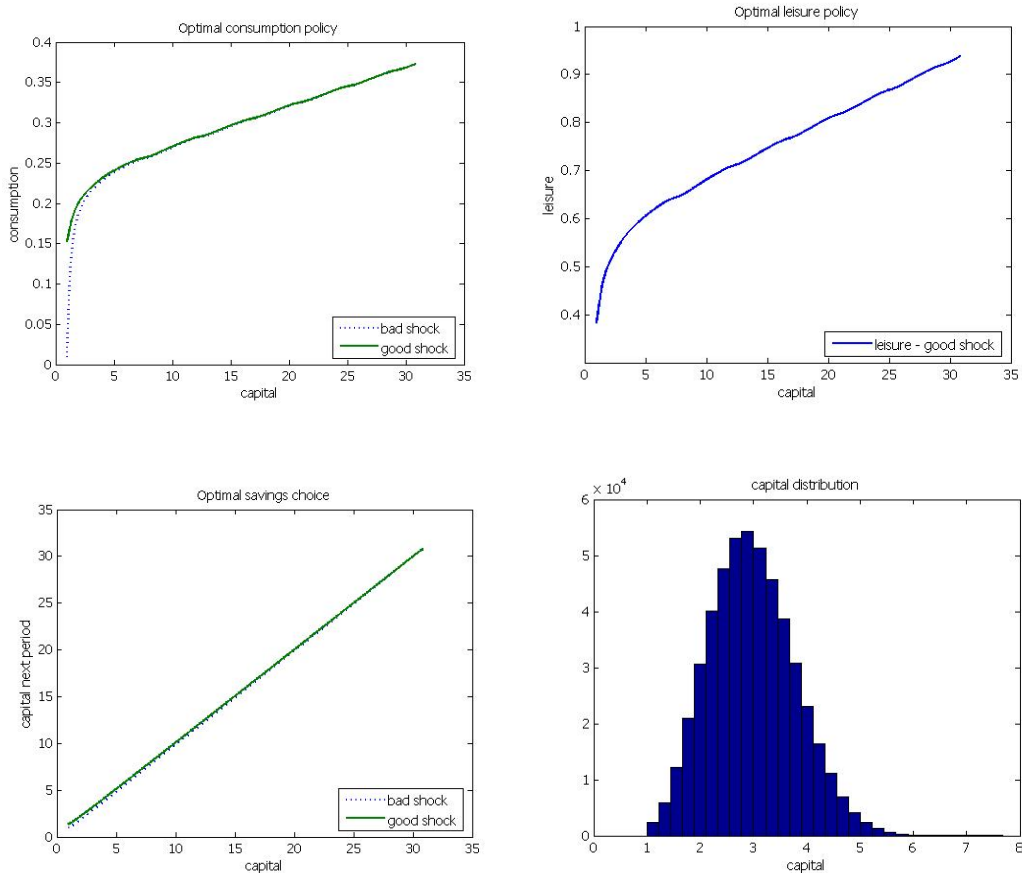 Optimal consumption policy
0.4
0.35
0.3
0.25
0.2
0.15
0.1
0.05
0
consumption
0 5 10 15 20 25 30 35
capital
bad shock
good shock
Optimal leisure policy
1
0.9
0.8
0.7
0.6
0.5
0.4
leisure
0 5 10 15 20 25 30 35
capital
leisure - good shock
Optimal savings choice
35
30
25
20
15
10
5
0
capital next period
0 5 10 15 20 25 30 35
capital
bad shock
good shock
capital distribution
× 10⁴
6
5
4
3
2
1
0
0 1 2 3 4 5 6 7 8
capital